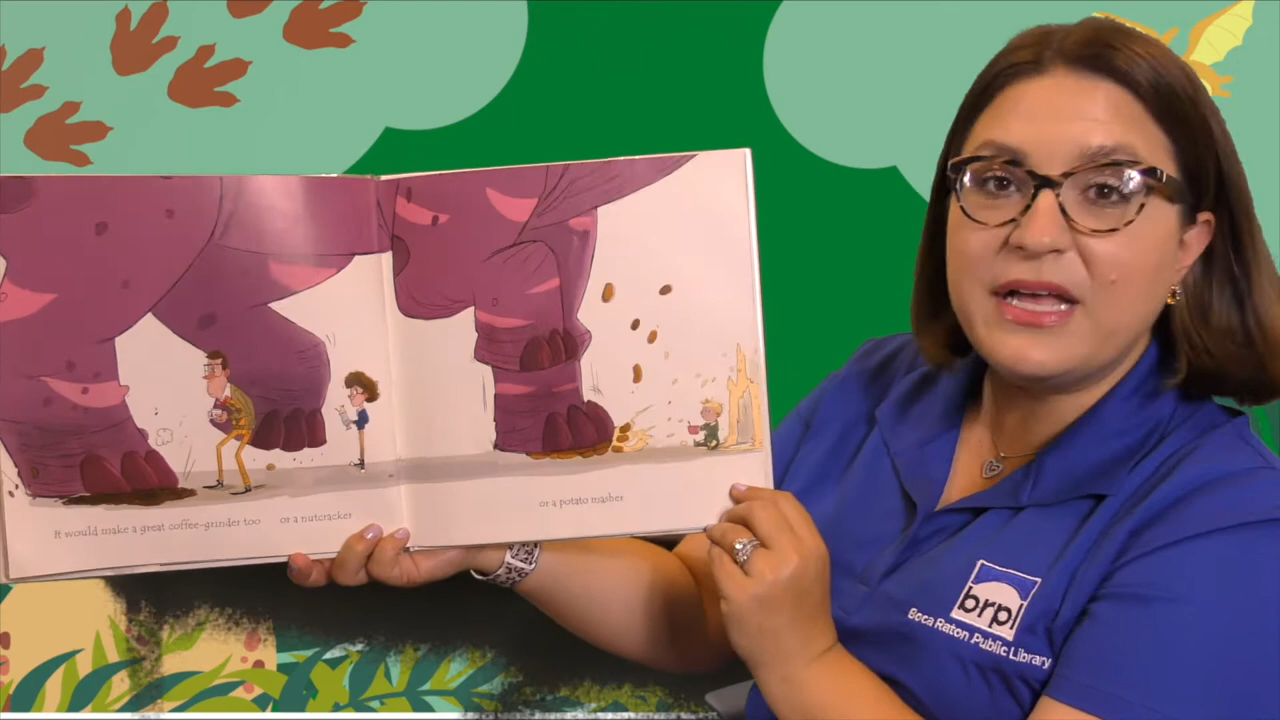 It would make a great coffee-grinder too
or a nutcracker
or a potato masher
brpl
Boca Raton Public Library